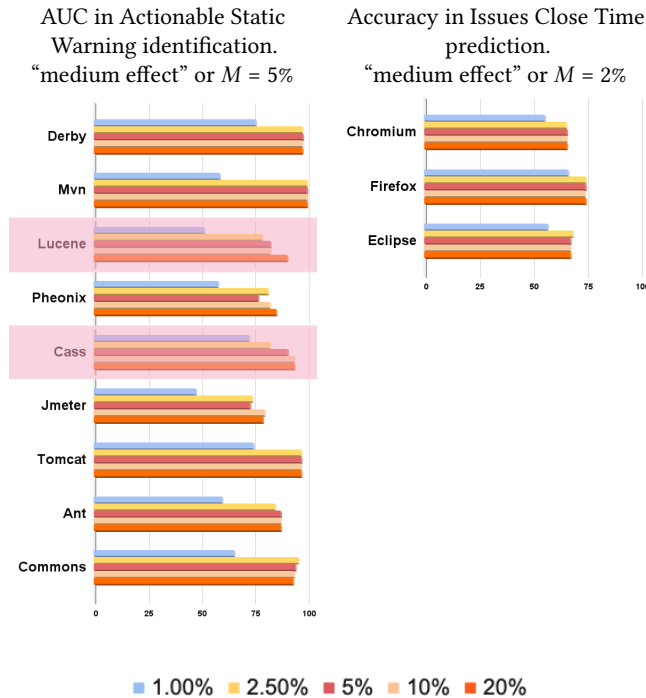 AUC in Actionable Static
Warning identification.
“medium effect” or M = 5%
Derby
Mvn
Lucene
Pheonix
Cass
Jmeter
Tomcat
Ant
Commons
0 25 50 75 100
Accuracy in Issues Close Time
prediction.
“medium effect” or M = 2%
Chromium
Firefox
Eclipse
0 25 50 75 100
1.00% 2.50% 5% 10% 20%